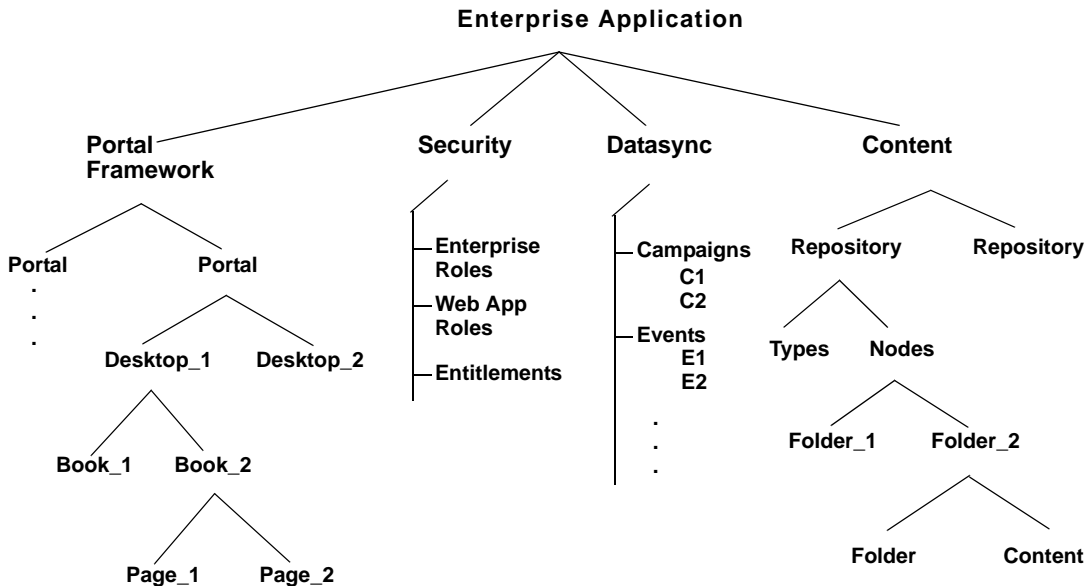 Enterprise Application
Portal
Framework
Security
Datasync
Content
Portal
Portal
.
.
.
Desktop_1
Desktop_2
Book_1
Book_2
Page_1
Page_2
Enterprise
Roles
Web App
Roles
Entitlements
Campaigns
C1
C2
Events
E1
E2
.
.
.
Repository
Repository
Types
Nodes
Folder_1
Folder_2
Folder
Content